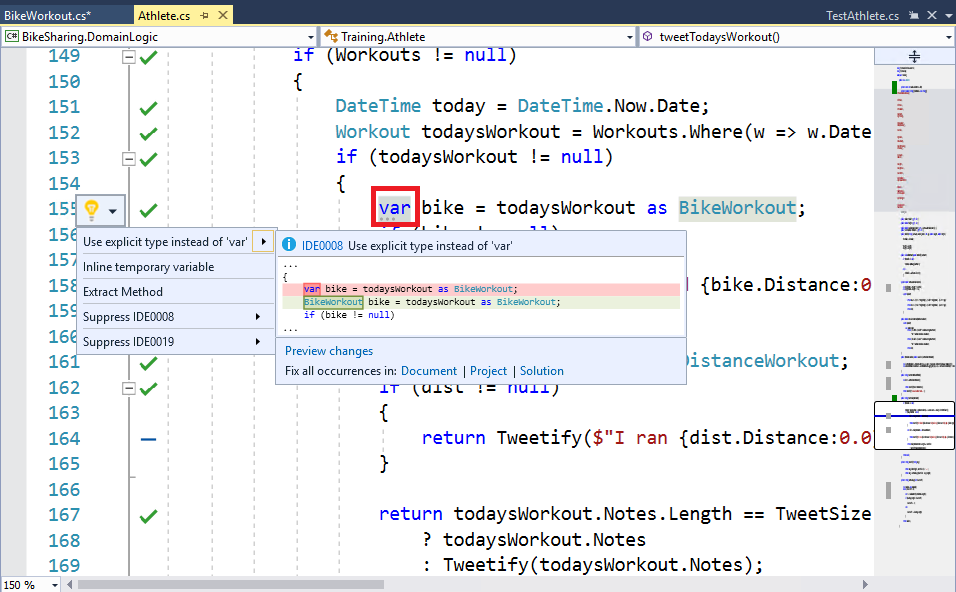 BikeWorkout.cs* Athlete.cs TestAthlete.cs
C# BikeSharing.DomainLogic Training.Athlete tweetTodaysWorkout()
149 if (Workouts != null)
150 {
151 DateTime today = DateTime.Now.Date;
152 Workout todaysWorkout = Workouts.Where(w => w.Date
153 if (todaysWorkout != null)
154 {
155 var bike = todaysWorkout as BikeWorkout;
156
Use explicit type instead of 'var'
Inline temporary variable
Extract Method
Suppress IDE0008
Suppress IDE0019
IDE0008 Use explicit type instead of 'var'
...
{
var bike = todaysWorkout as BikeWorkout;
BikeWorkout bike = todaysWorkout as BikeWorkout;
if (bike != null)
...
Preview changes
Fix all occurrences in: Document | Project | Solution
157
158 {bike.Distance:0
159
160
161 DistanceWorkout;
162 if (dist != null)
163 {
164 return Tweetify($"I ran {dist.Distance:0.0
165 }
166
167 return todaysWorkout.Notes.Length == TweetSize
168 ? todaysWorkout.Notes
169 : Tweetify(todaysWorkout.Notes);
150 %